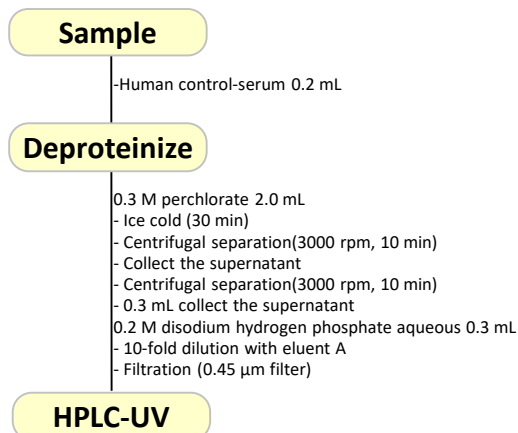 Sample
-Human control-serum 0.2 mL
Deproteinize
0.3 M perchlorate 2.0 mL
- Ice cold (30 min)
- Centrifugal separation(3000 rpm, 10 min)
- Collect the supernatant
- Centrifugal separation(3000 rpm, 10 min)
- 0.3 mL collect the supernatant
0.2 M disodium hydrogen phosphate aqueous 0.3 mL
- 10-fold dilution with eluent A
- Filtration (0.45 µm filter)
HPLC-UV